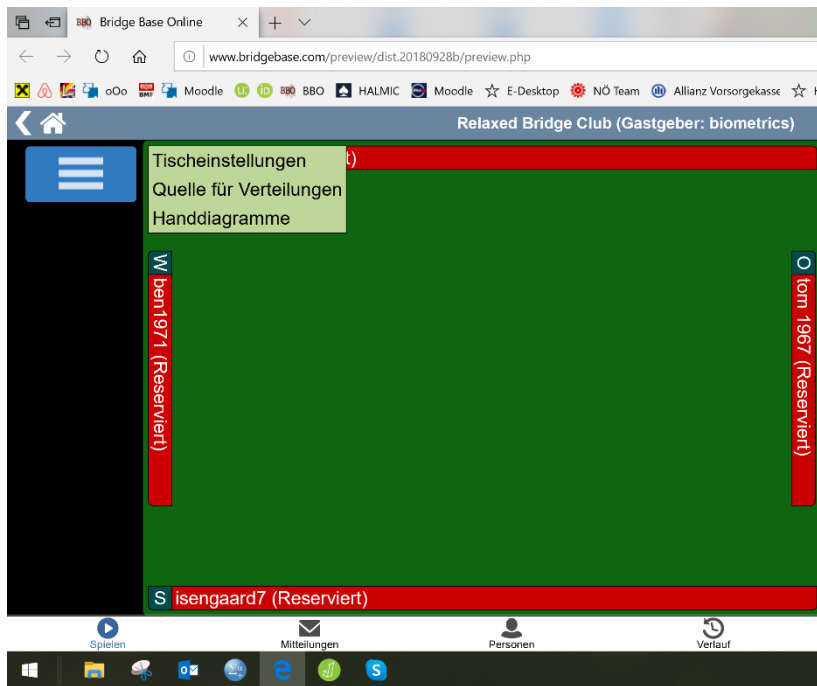 Bridge Base Online
www.bridgebase.com/preview/dist.20180928b/preview.php
oOo BMF Moodle BBO BBO HALMIC Moodle E-Desktop NÖ Team Allianz Vorsorgekasse
Relaxed Bridge Club (Gastgeber: biometrics)
Tischeinstellungen
t)
Quelle für Verteilungen
Handdiagramme
W ben1971 (Reserviert)
O tom 1967 (Reserviert)
S isengaard7 (Reserviert)
Spielen Mitteilungen Personen Verlauf